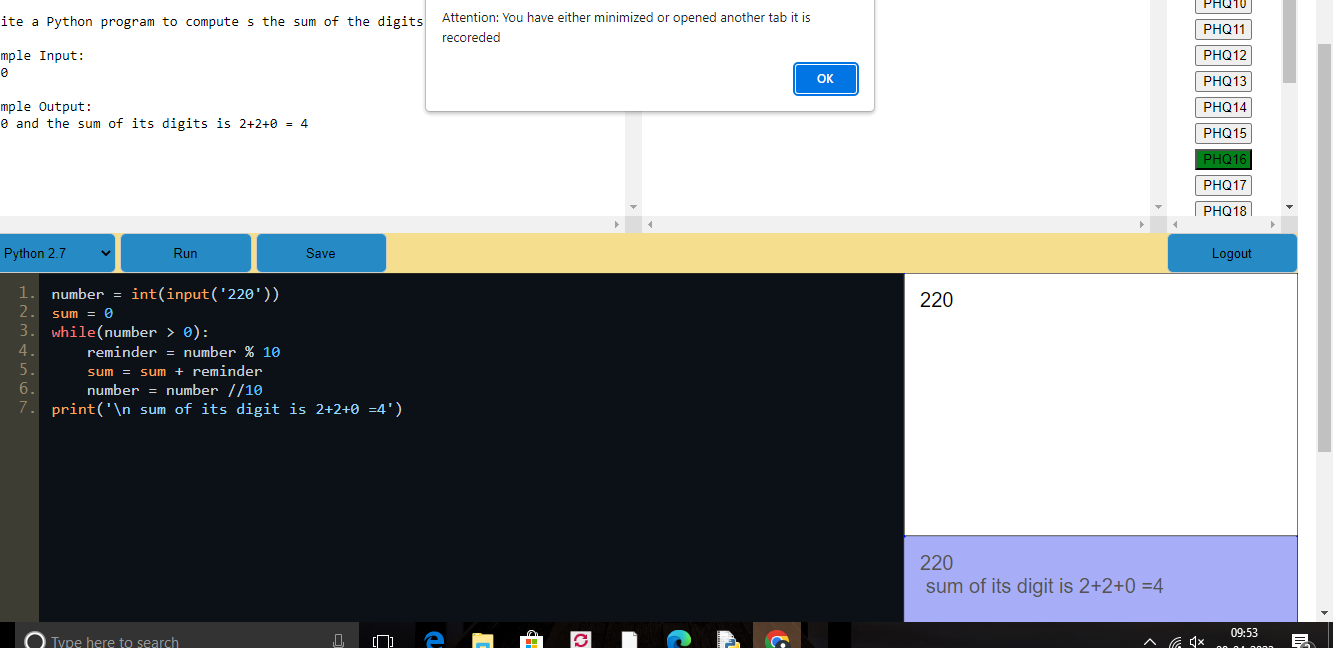 ite a Python program to compute s the sum of the digits
mple Input:
0
mple Output:
0 and the sum of its digits is 2+2+0 = 4
Attention: You have either minimized or opened another tab it is
recoreded
OK
PHQ10
PHQ11
PHQ12
PHQ13
PHQ14
PHQ15
PHQ16
PHQ17
PHQ18
Python 2.7
Run
Save
Logout
1. number = int(input('220'))
2. sum = 0
3. while(number > 0):
4.     reminder = number % 10
5.     sum = sum + reminder
6.     number = number //10
7. print('\n sum of its digit is 2+2+0 =4')
220
220
sum of its digit is 2+2+0 =4
Type here to search
09:53